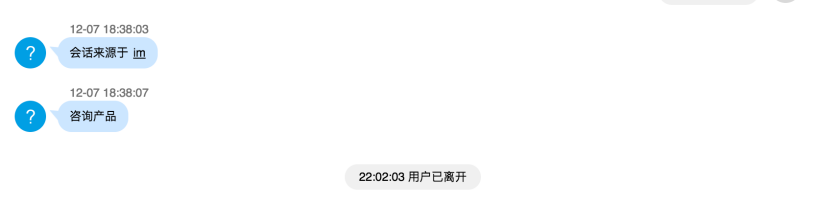 12-07 18:38:03
?
会话来源于 im
12-07 18:38:07
?
咨询产品
22:02:03 用户已离开